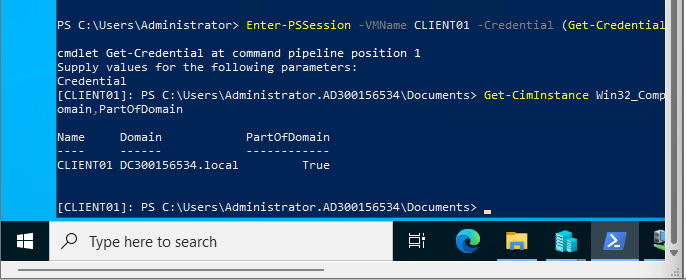 PS C:\Users\Administrator> Enter-PSSession -VMName CLIENT01 -Credential (Get-Credential
cmdlet Get-Credential at command pipeline position 1
Supply values for the following parameters:
Credential
[CLIENT01]: PS C:\Users\Administrator.AD300156534\Documents> Get-CimInstance Win32_Comp
omain,PartOfDomain
Name Domain PartOfDomain
---- ------ ------------
CLIENT01 DC300156534.local True
[CLIENT01]: PS C:\Users\Administrator.AD300156534\Documents>
Type here to search